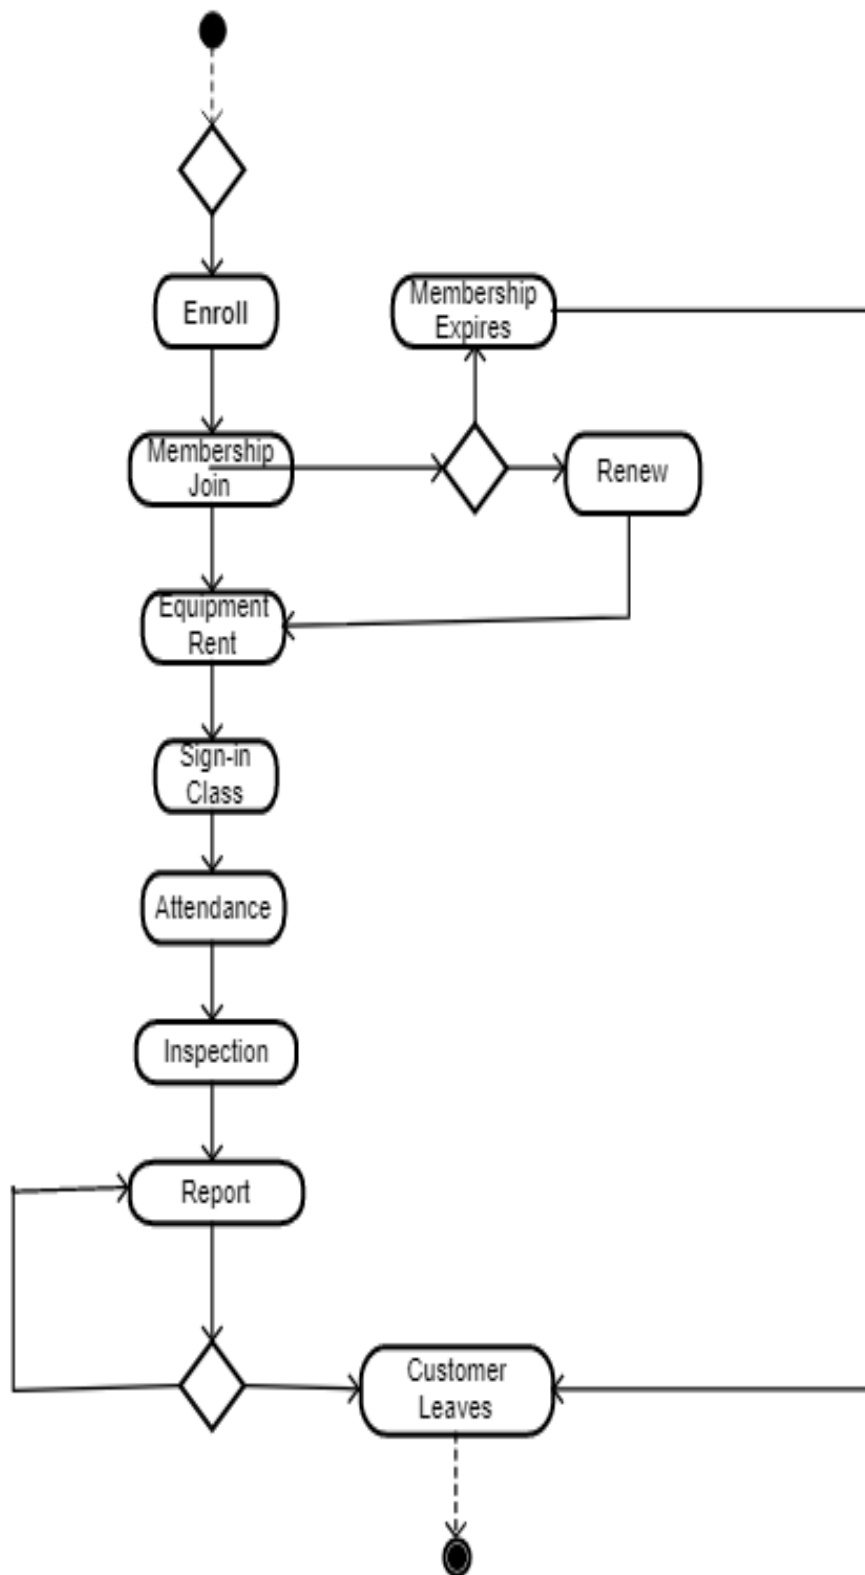 Enroll
Membership
Expires
Membership
Join
Renew
Equipment
Rent
Sign-in
Class
Attendance
Inspection
Report
Customer
Leaves